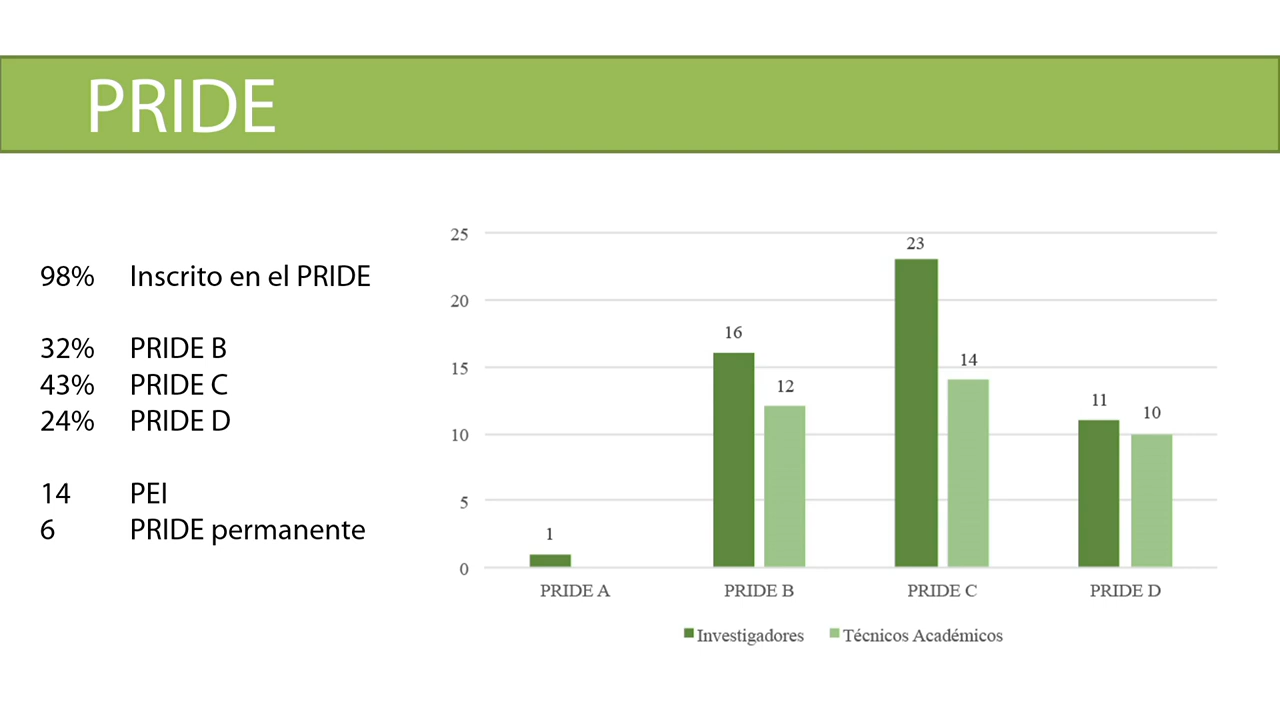 PRIDE
98% Inscrito en el PRIDE
32% PRIDE B
43% PRIDE C
24% PRIDE D
14 PEI
6 PRIDE permanente
25
20
15
10
5
0
1
16
12
23
14
11
10
PRIDE A PRIDE B PRIDE C PRIDE D
Investigadores Técnicos Académicos